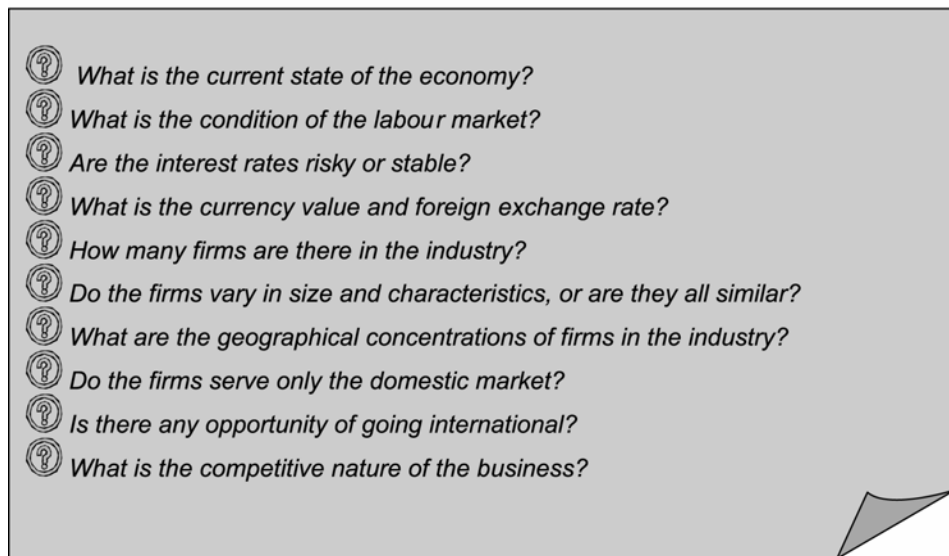 What is the current state of the economy?
What is the condition of the labour market?
Are the interest rates risky or stable?
What is the currency value and foreign exchange rate?
How many firms are there in the industry?
Do the firms vary in size and characteristics, or are they all similar?
What are the geographical concentrations of firms in the industry?
Do the firms serve only the domestic market?
Is there any opportunity of going international?
What is the competitive nature of the business?